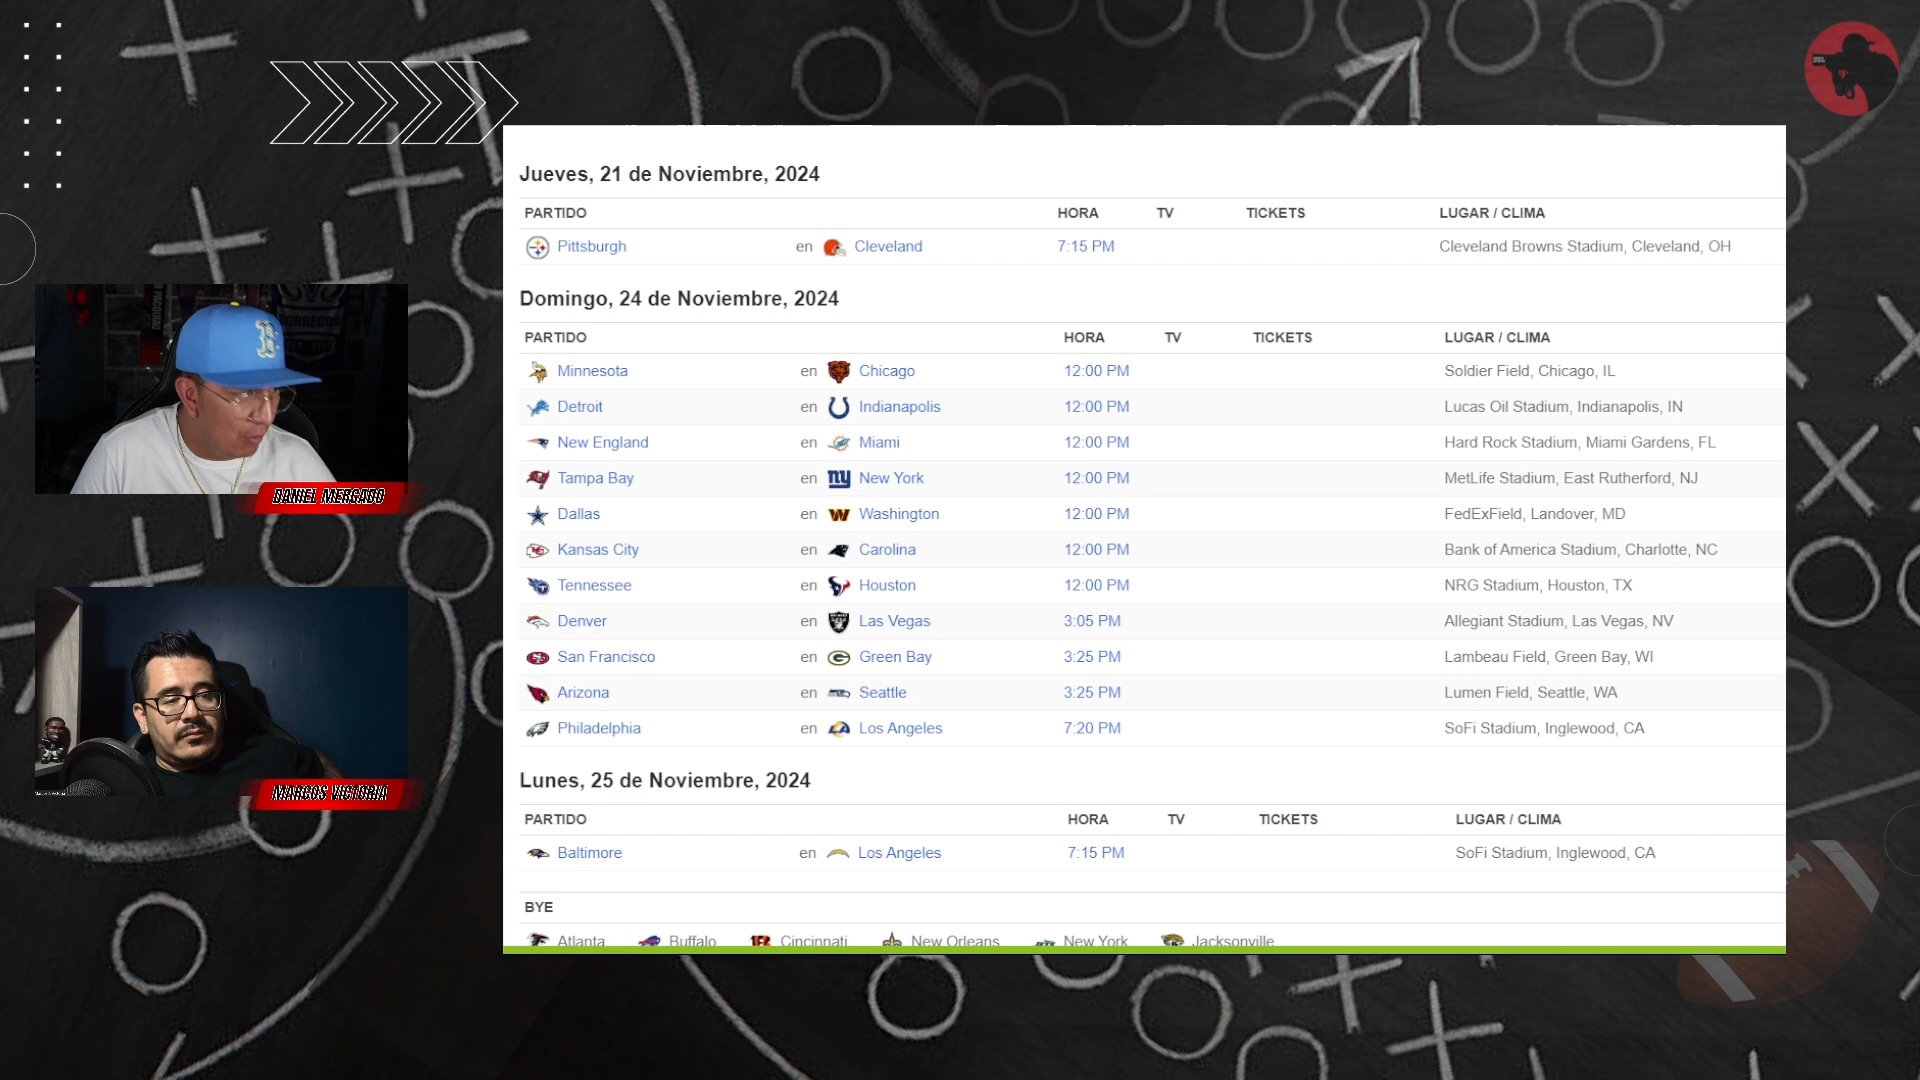 Jueves, 21 de Noviembre, 2024
PARTIDO HORA TV TICKETS LUGAR / CLIMA
Pittsburgh en Cleveland 7:15 PM Cleveland Browns Stadium, Cleveland, OH
Domingo, 24 de Noviembre, 2024
PARTIDO HORA TV TICKETS LUGAR / CLIMA
Minnesota en Chicago 12:00 PM Soldier Field, Chicago, IL
Detroit en Indianapolis 12:00 PM Lucas Oil Stadium, Indianapolis, IN
New England en Miami 12:00 PM Hard Rock Stadium, Miami Gardens, FL
Tampa Bay en New York 12:00 PM MetLife Stadium, East Rutherford, NJ
Dallas en Washington 12:00 PM FedExField, Landover, MD
Kansas City en Carolina 12:00 PM Bank of America Stadium, Charlotte, NC
Tennessee en Houston 12:00 PM NRG Stadium, Houston, TX
Denver en Las Vegas 3:05 PM Allegiant Stadium, Las Vegas, NV
San Francisco en Green Bay 3:25 PM Lambeau Field, Green Bay, WI
Arizona en Seattle 3:25 PM Lumen Field, Seattle, WA
Philadelphia en Los Angeles 7:20 PM SoFi Stadium, Inglewood, CA
Lunes, 25 de Noviembre, 2024
PARTIDO HORA TV TICKETS LUGAR / CLIMA
Baltimore en Los Angeles 7:15 PM SoFi Stadium, Inglewood, CA
BYE
Atlanta Buffalo Cincinnati New Orleans New York Jacksonville
DANIEL MERCADO
MARCOS VICTORIA